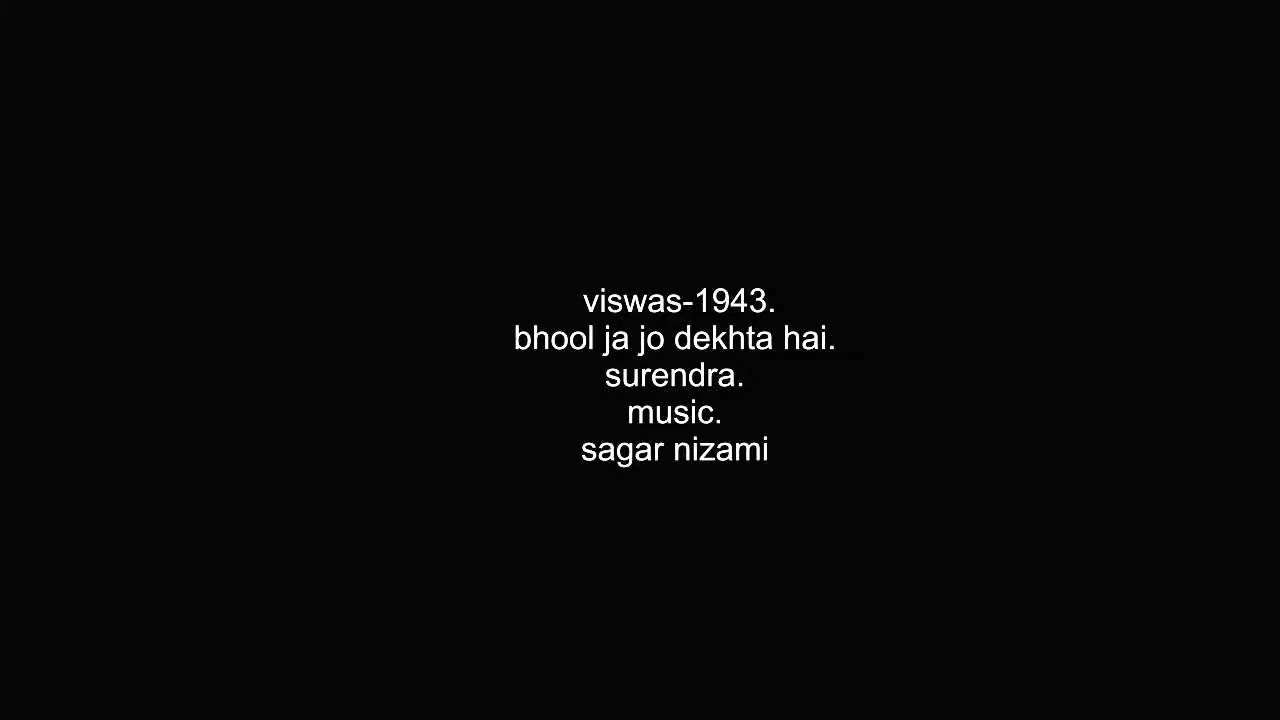 viswas-1943.
bhool ja jo dekhta hai.
surendra.
music.
sagar nizami